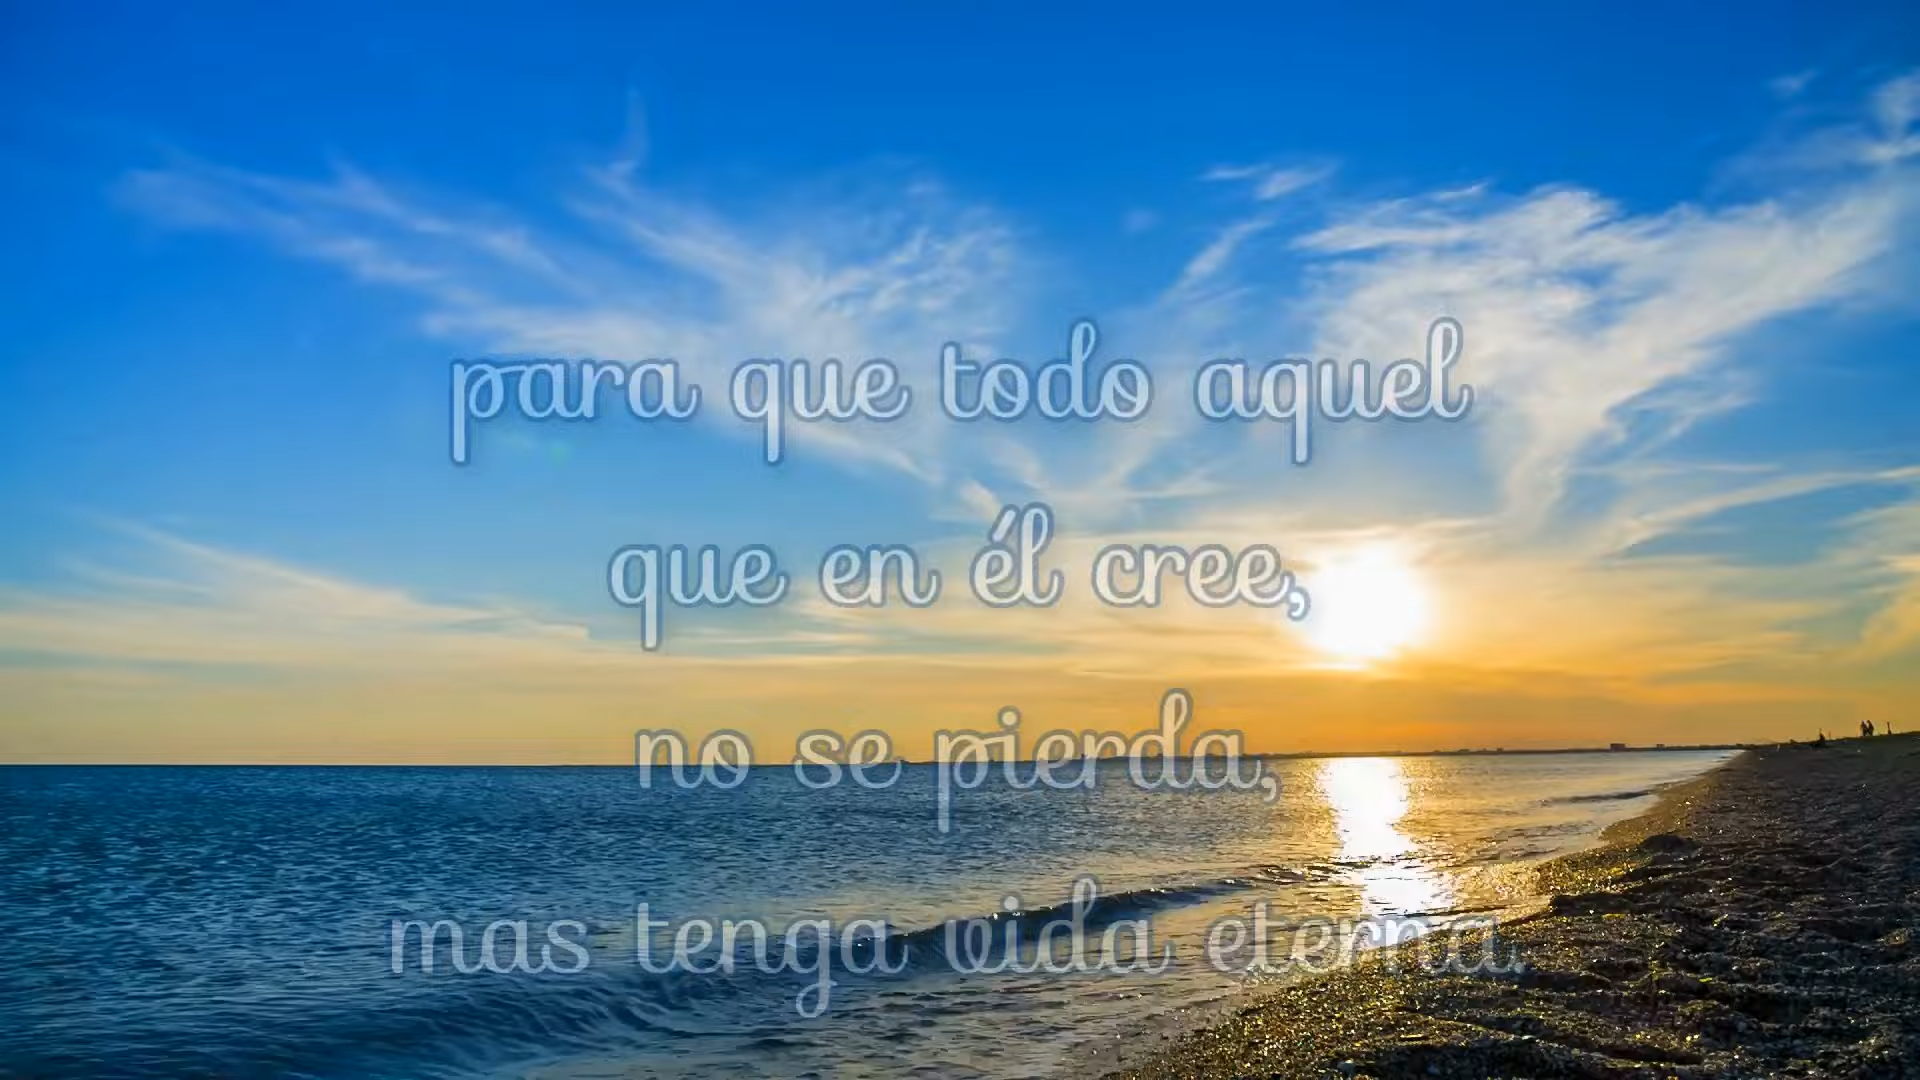 para que todo aquel
que en él cree,
no se pierda,
mas tenga vida eterna.